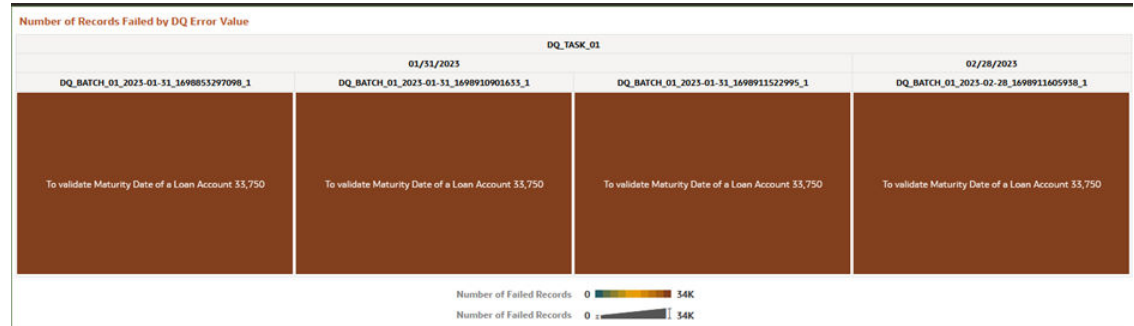 Number of Records Failed by DQ Error Value
DQ_TASK_01
01/31/2023 02/28/2023
DQ_BATCH_01_2023-01-31_1698853297098_1 DQ_BATCH_01_2023-01-31_1698910901633_1 DQ_BATCH_01_2023-01-31_1698911522995_1 DQ_BATCH_01_2023-02-28_1698911605938_1
To validate Maturity Date of a Loan Account 33,750 To validate Maturity Date of a Loan Account 33,750 To validate Maturity Date of a Loan Account 33,750 To validate Maturity Date of a Loan Account 33,750
Number of Failed Records 0 34K
Number of Failed Records 0 34K